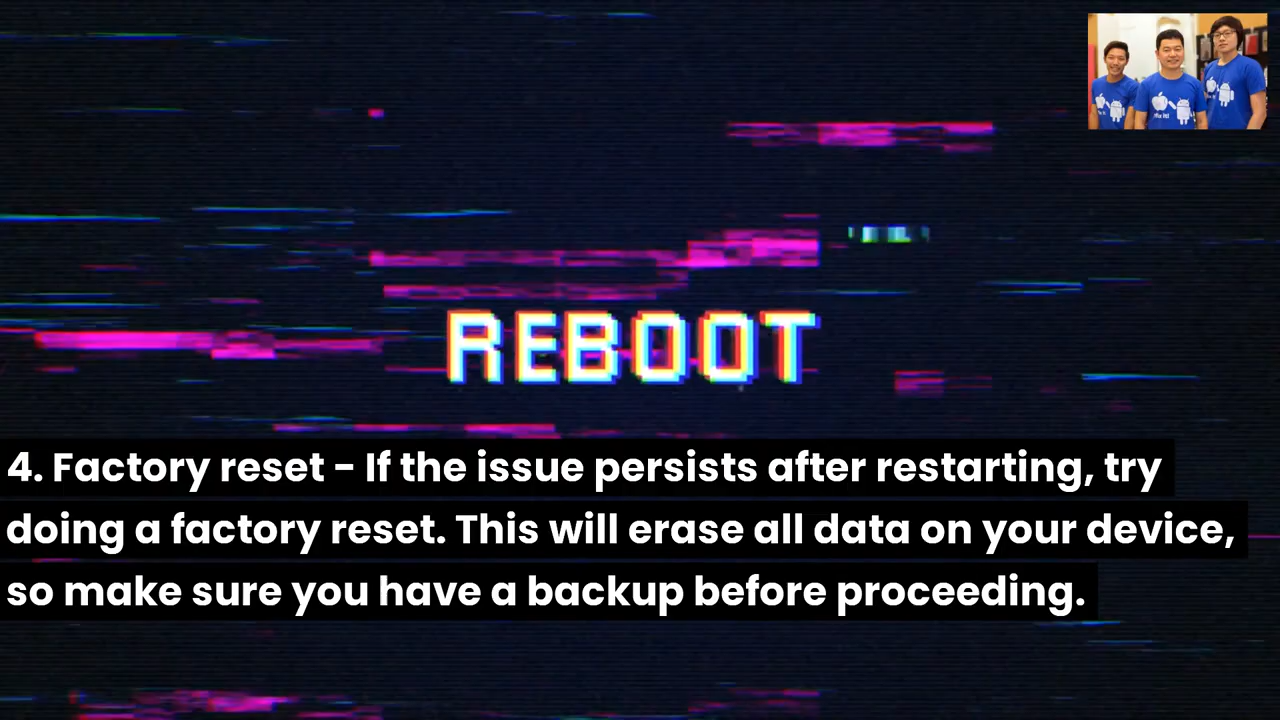 REBOOT
4. Factory reset - If the issue persists after restarting, try
doing a factory reset. This will erase all data on your device,
so make sure you have a backup before proceeding.